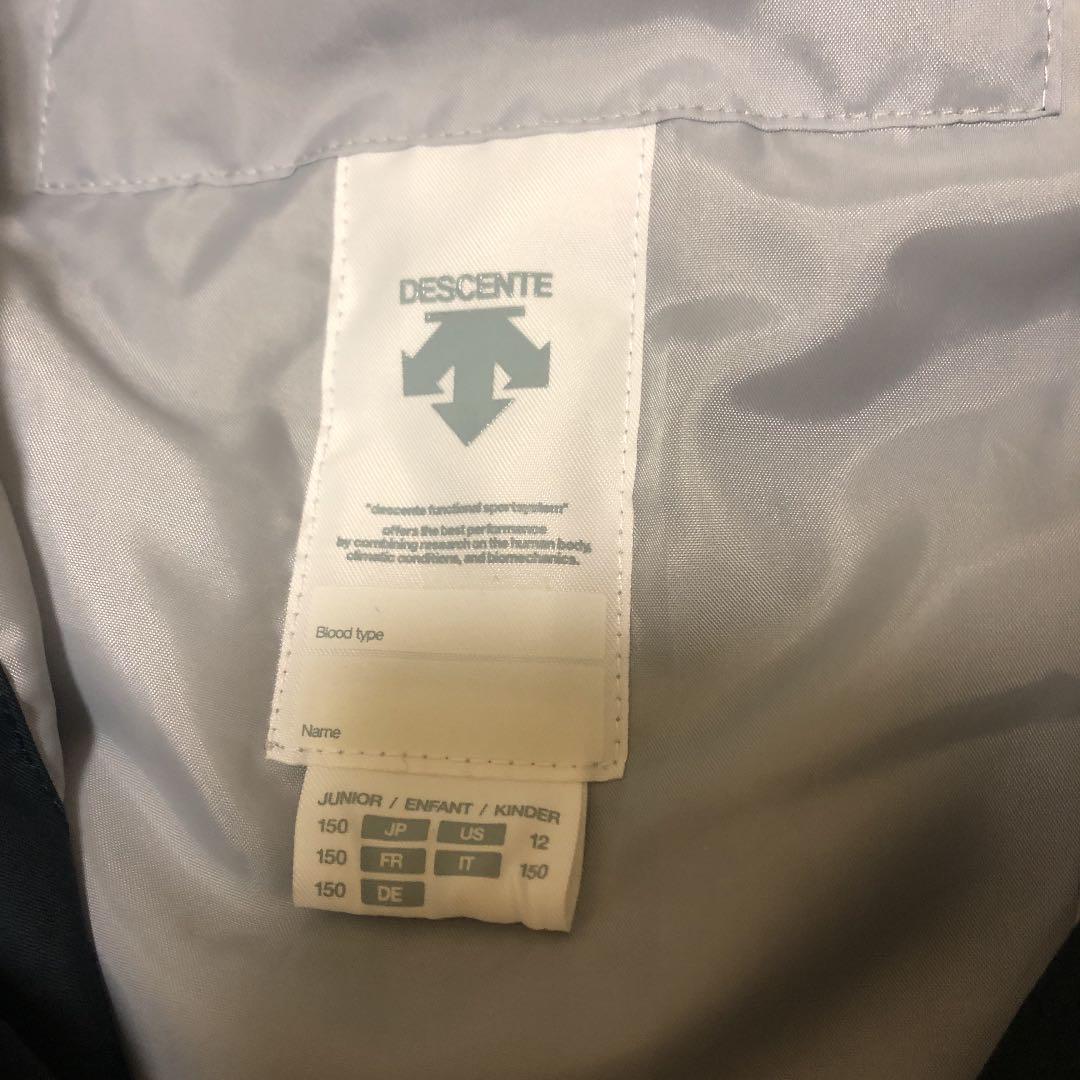 DESCENTE
"descente functional sportsystem"
offers the best performance
by combining research on the human body,
climatic conditions, and biomechanics.
Blood type
Name
JUNIOR / ENFANT / KINDER
150 JP US 12
150 FR IT 150
150 DE